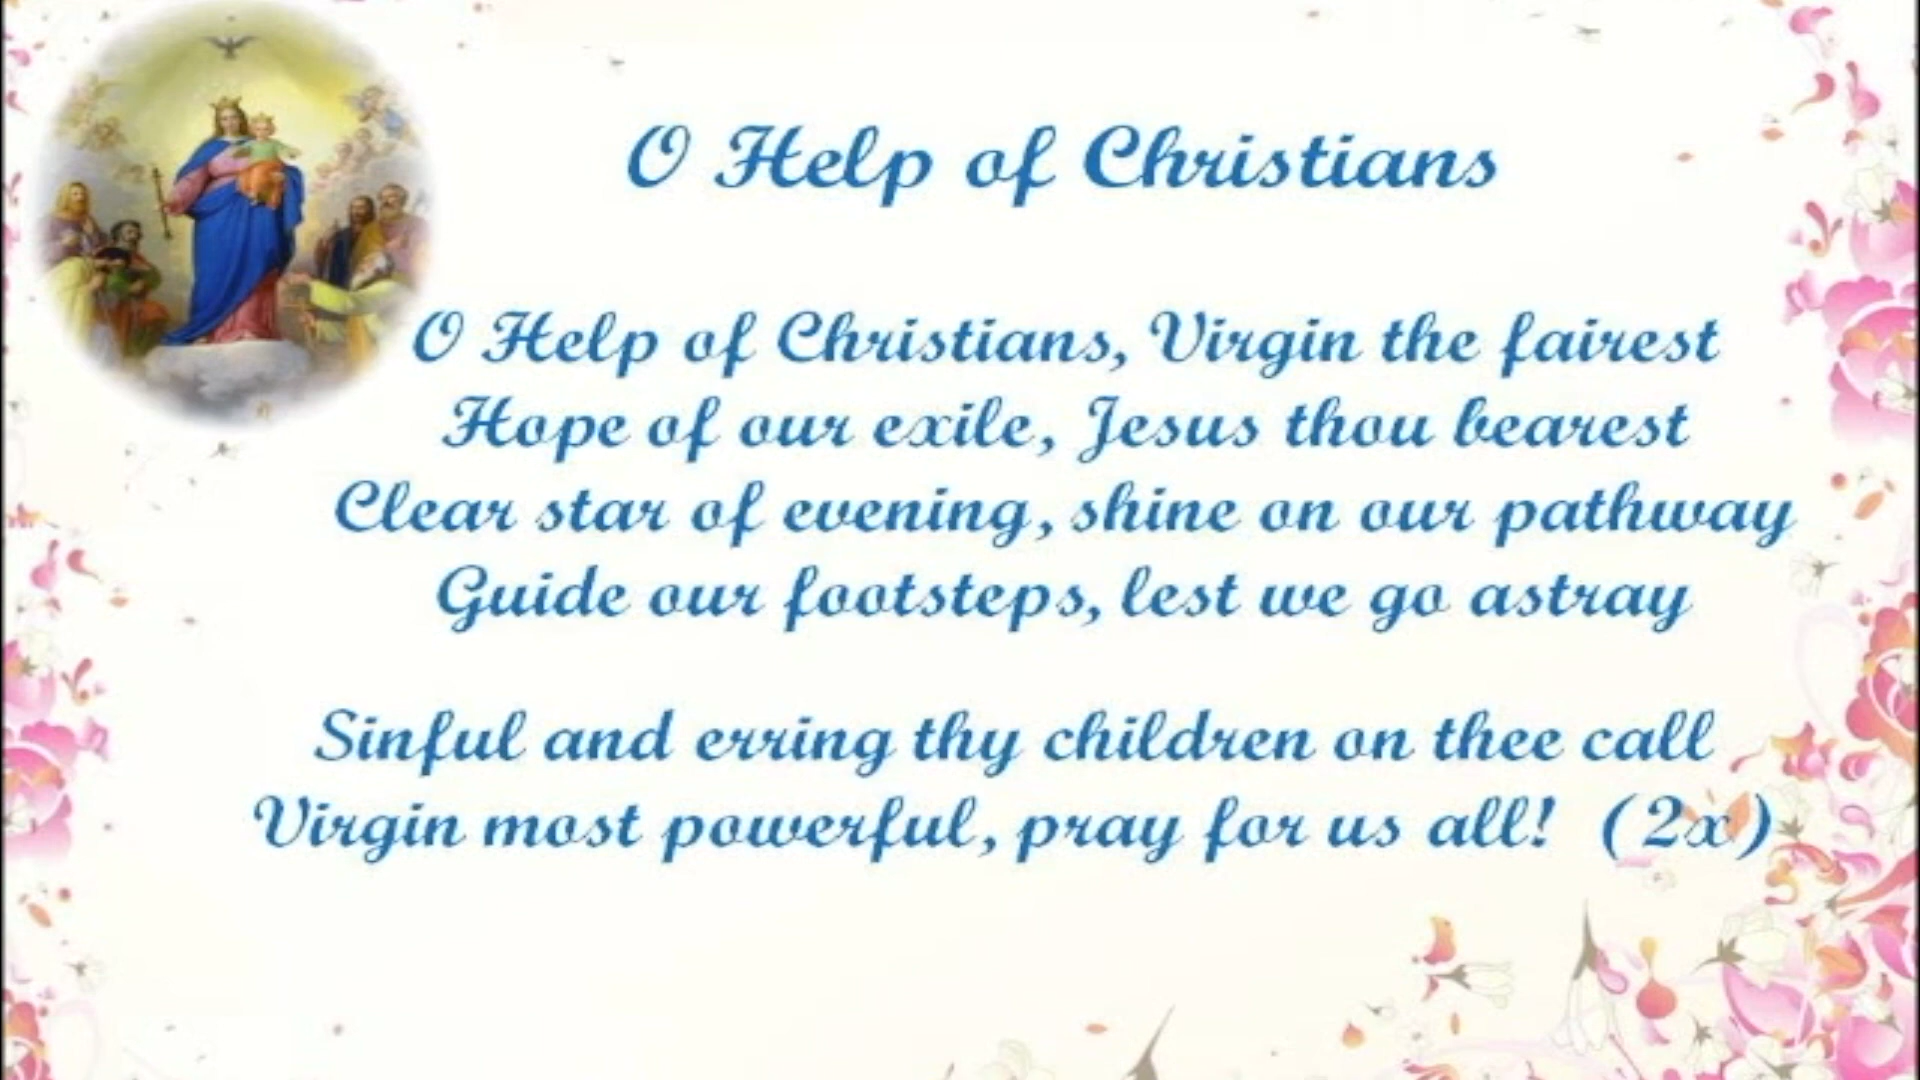 O Help of Christians
O Help of Christians, Virgin the fairest
Hope of our exile, Jesus thou bearest
Clear star of evening, shine on our pathway
Guide our footsteps, lest we go astray
Sinful and erring thy children on thee call
Virgin most powerful, pray for us all! (2x)